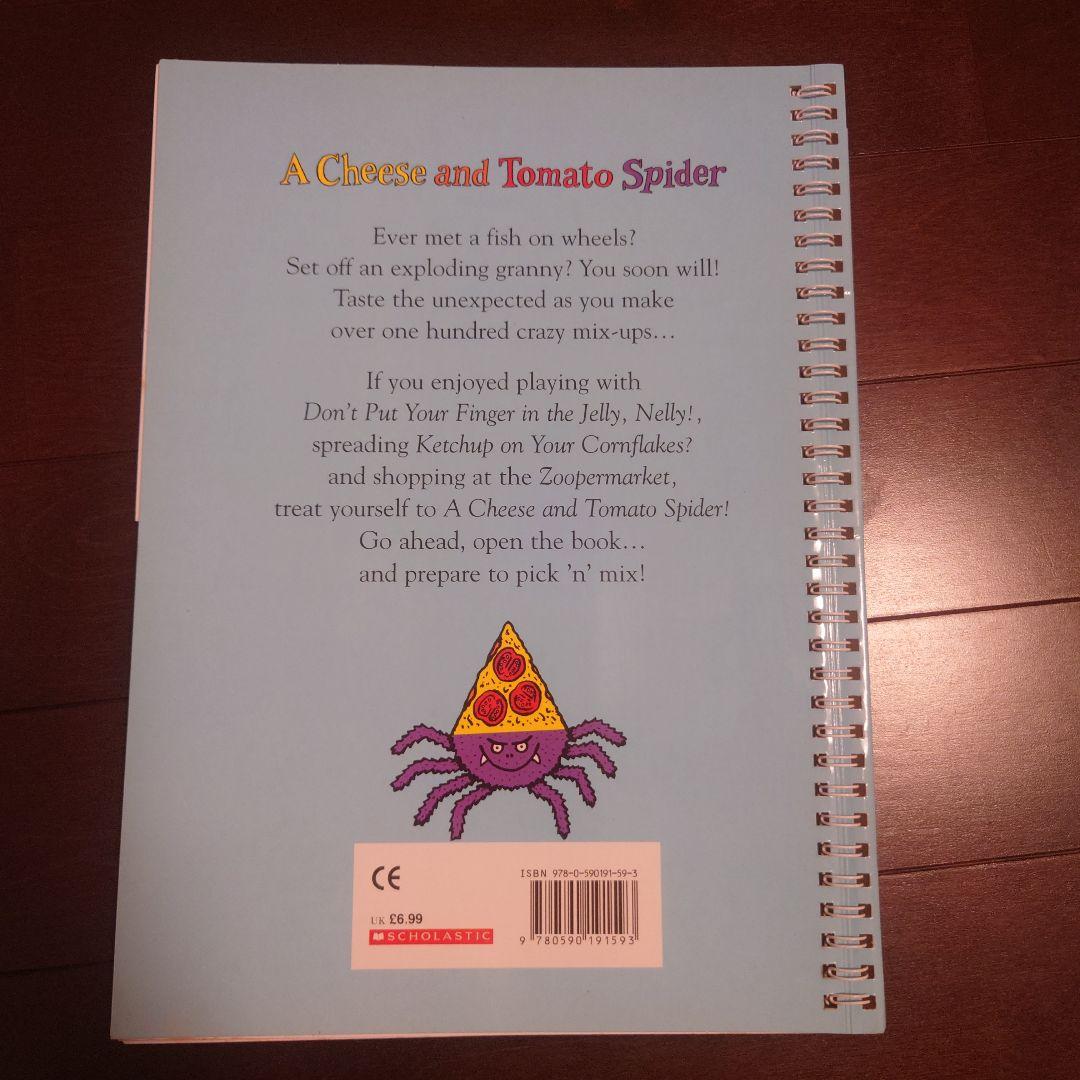 A Cheese and Tomato Spider
Ever met a fish on wheels?
Set off an exploding granny? You soon will!
Taste the unexpected as you make
over one hundred crazy mix-ups...
If you enjoyed playing with
Don't Put Your Finger in the Jelly, Nelly!,
spreading Ketchup on Your Cornflakes?
and shopping at the Zoopermarket,
treat yourself to A Cheese and Tomato Spider!
Go ahead, open the book...
and prepare to pick 'n' mix!
CE
ISBN 978-0-590191-59-3
UK £6.99
SCHOLASTIC
9 780590 191593